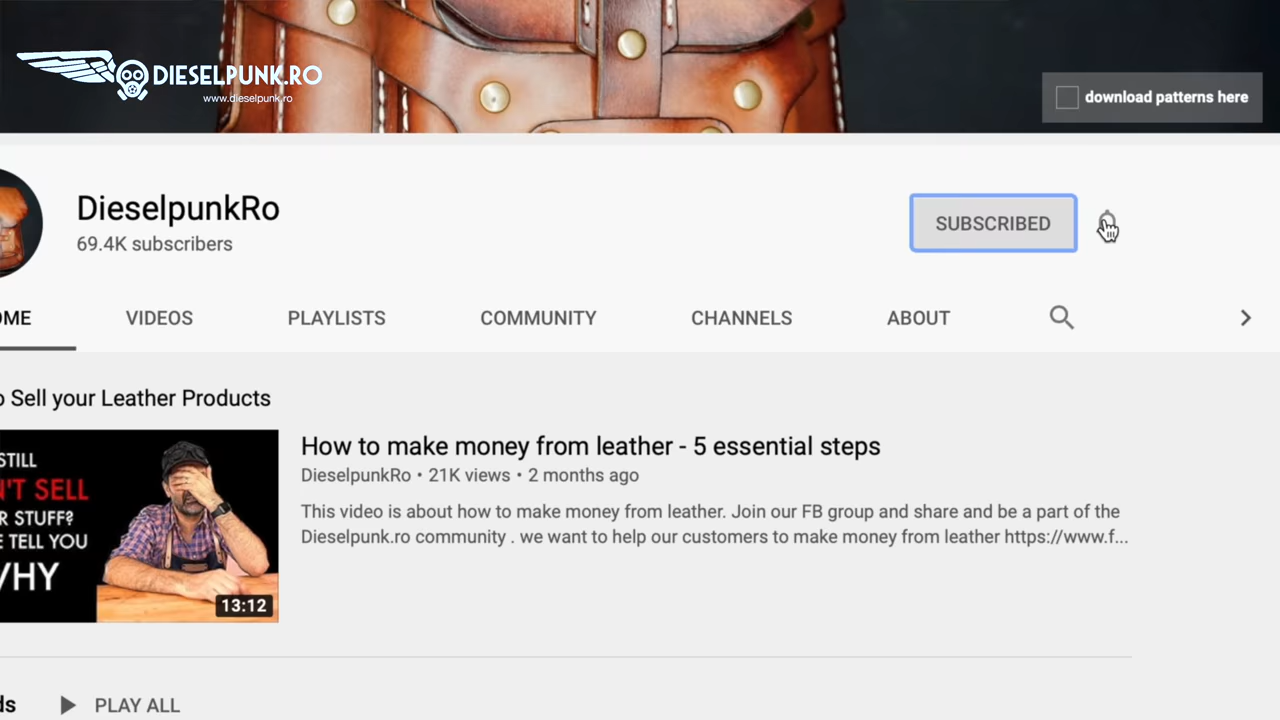 DIESELPUNK.RO
www.dieselpunk.ro
download patterns here
DieselpunkRo
69.4K subscribers
SUBSCRIBED
OME
VIDEOS
PLAYLISTS
COMMUNITY
CHANNELS
ABOUT
o Sell your Leather Products
STILL
N'T SELL
R STUFF?
E TELL YOU
WHY
13:12
How to make money from leather - 5 essential steps
DieselpunkRo • 21K views • 2 months ago
This video is about how to make money from leather. Join our FB group and share and be a part of the
Dieselpunk.ro community . we want to help our customers to make money from leather https://www.f...
ds
PLAY ALL